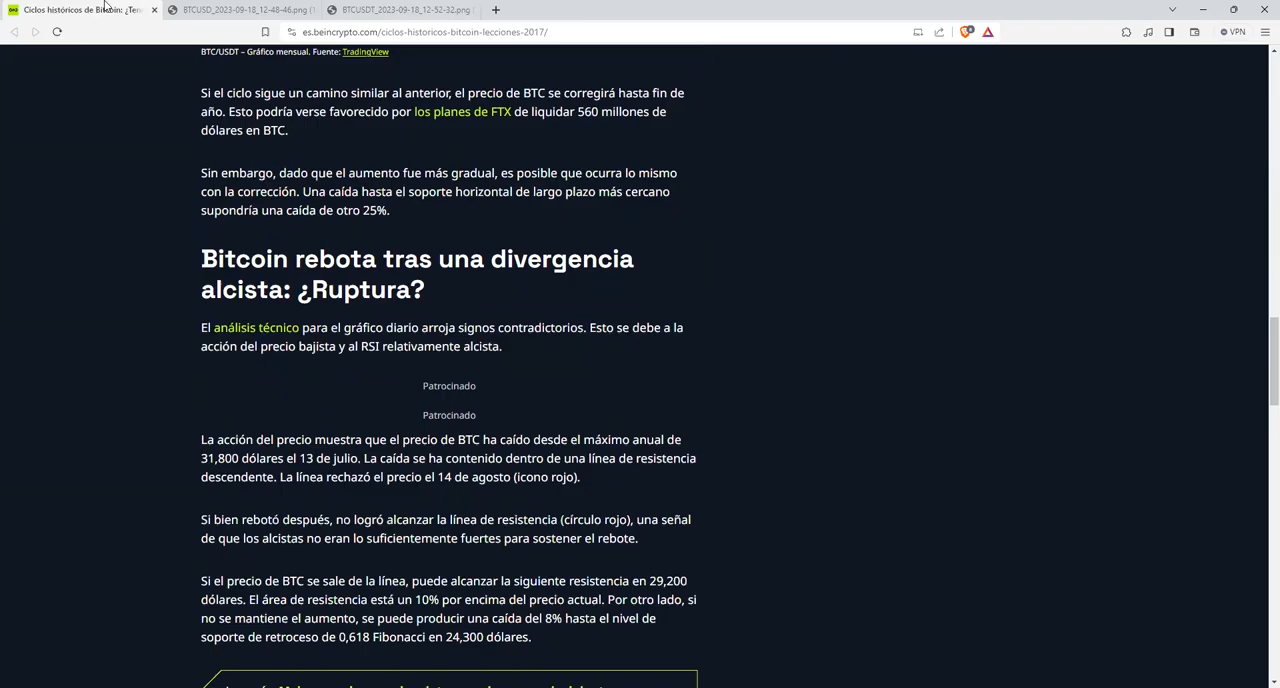 Ciclos históricos de Bitcoin: ¿Tene
BTCUSD_2023-09-18_12-48-46.png (1
BTCUSDT_2023-09-18_12-52-32.png (
es.beincrypto.com/ciclos-historicos-bitcoin-lecciones-2017/
VPN
BTC/USDT – Gráfico mensual. Fuente: TradingView
Si el ciclo sigue un camino similar al anterior, el precio de BTC se corregirá hasta fin de
año. Esto podría verse favorecido por los planes de FTX de liquidar 560 millones de
dólares en BTC.
Sin embargo, dado que el aumento fue más gradual, es posible que ocurra lo mismo
con la corrección. Una caída hasta el soporte horizontal de largo plazo más cercano
supondría una caída de otro 25%.
Bitcoin rebota tras una divergencia
alcista: ¿Ruptura?
El análisis técnico para el gráfico diario arroja signos contradictorios. Esto se debe a la
acción del precio bajista y al RSI relativamente alcista.
Patrocinado
Patrocinado
La acción del precio muestra que el precio de BTC ha caído desde el máximo anual de
31,800 dólares el 13 de julio. La caída se ha contenido dentro de una línea de resistencia
descendente. La línea rechazó el precio el 14 de agosto (icono rojo).
Si bien rebotó después, no logró alcanzar la línea de resistencia (círculo rojo), una señal
de que los alcistas no eran lo suficientemente fuertes para sostener el rebote.
Si el precio de BTC se sale de la línea, puede alcanzar la siguiente resistencia en 29,200
dólares. El área de resistencia está un 10% por encima del precio actual. Por otro lado, si
no se mantiene el aumento, se puede producir una caída del 8% hasta el nivel de
soporte de retroceso de 0,618 Fibonacci en 24,300 dólares.